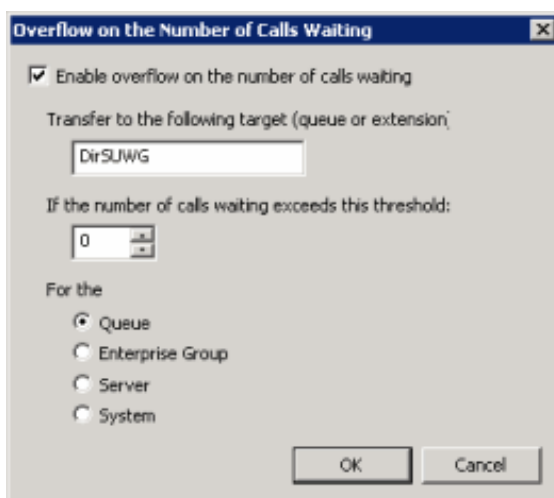 Overflow on the Number of Calls Waiting
Enable overflow on the number of calls waiting
Transfer to the following target (queue or extension)
DirSUWG
If the number of calls waiting exceeds this threshold:
0
For the
Queue
Enterprise Group
Server
System
OK
Cancel